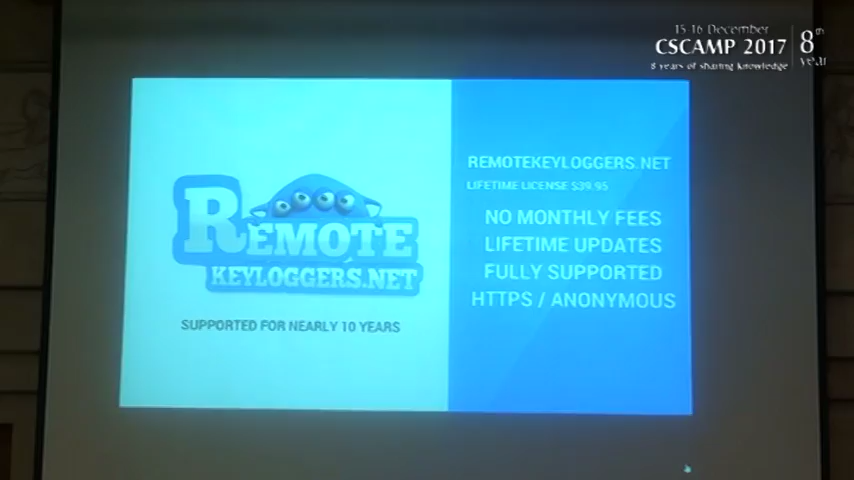 15-16 December
CSCAMP 2017
8 years of sharing knowledge
8th
year
REMOTE
KEYLOGGERS.NET
SUPPORTED FOR NEARLY 10 YEARS
REMOTEKEYLOGGERS.NET
LIFETIME LICENSE $39.95
NO MONTHLY FEES
LIFETIME UPDATES
FULLY SUPPORTED
HTTPS / ANONYMOUS